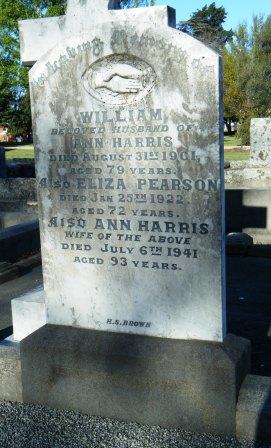 In Loving Memory of
WILLIAM
BELOVED HUSBAND OF
ANN HARRIS
DIED AUGUST 31ST 1901,
AGED 79 YEARS.
ALSO ELIZA PEARSON
DIED JAN 25TH 1922
AGED 72 YEARS.
ALSO ANN HARRIS
WIFE OF THE ABOVE
DIED JULY 6TH 1941
AGED 93 YEARS.
H.S. BROWN